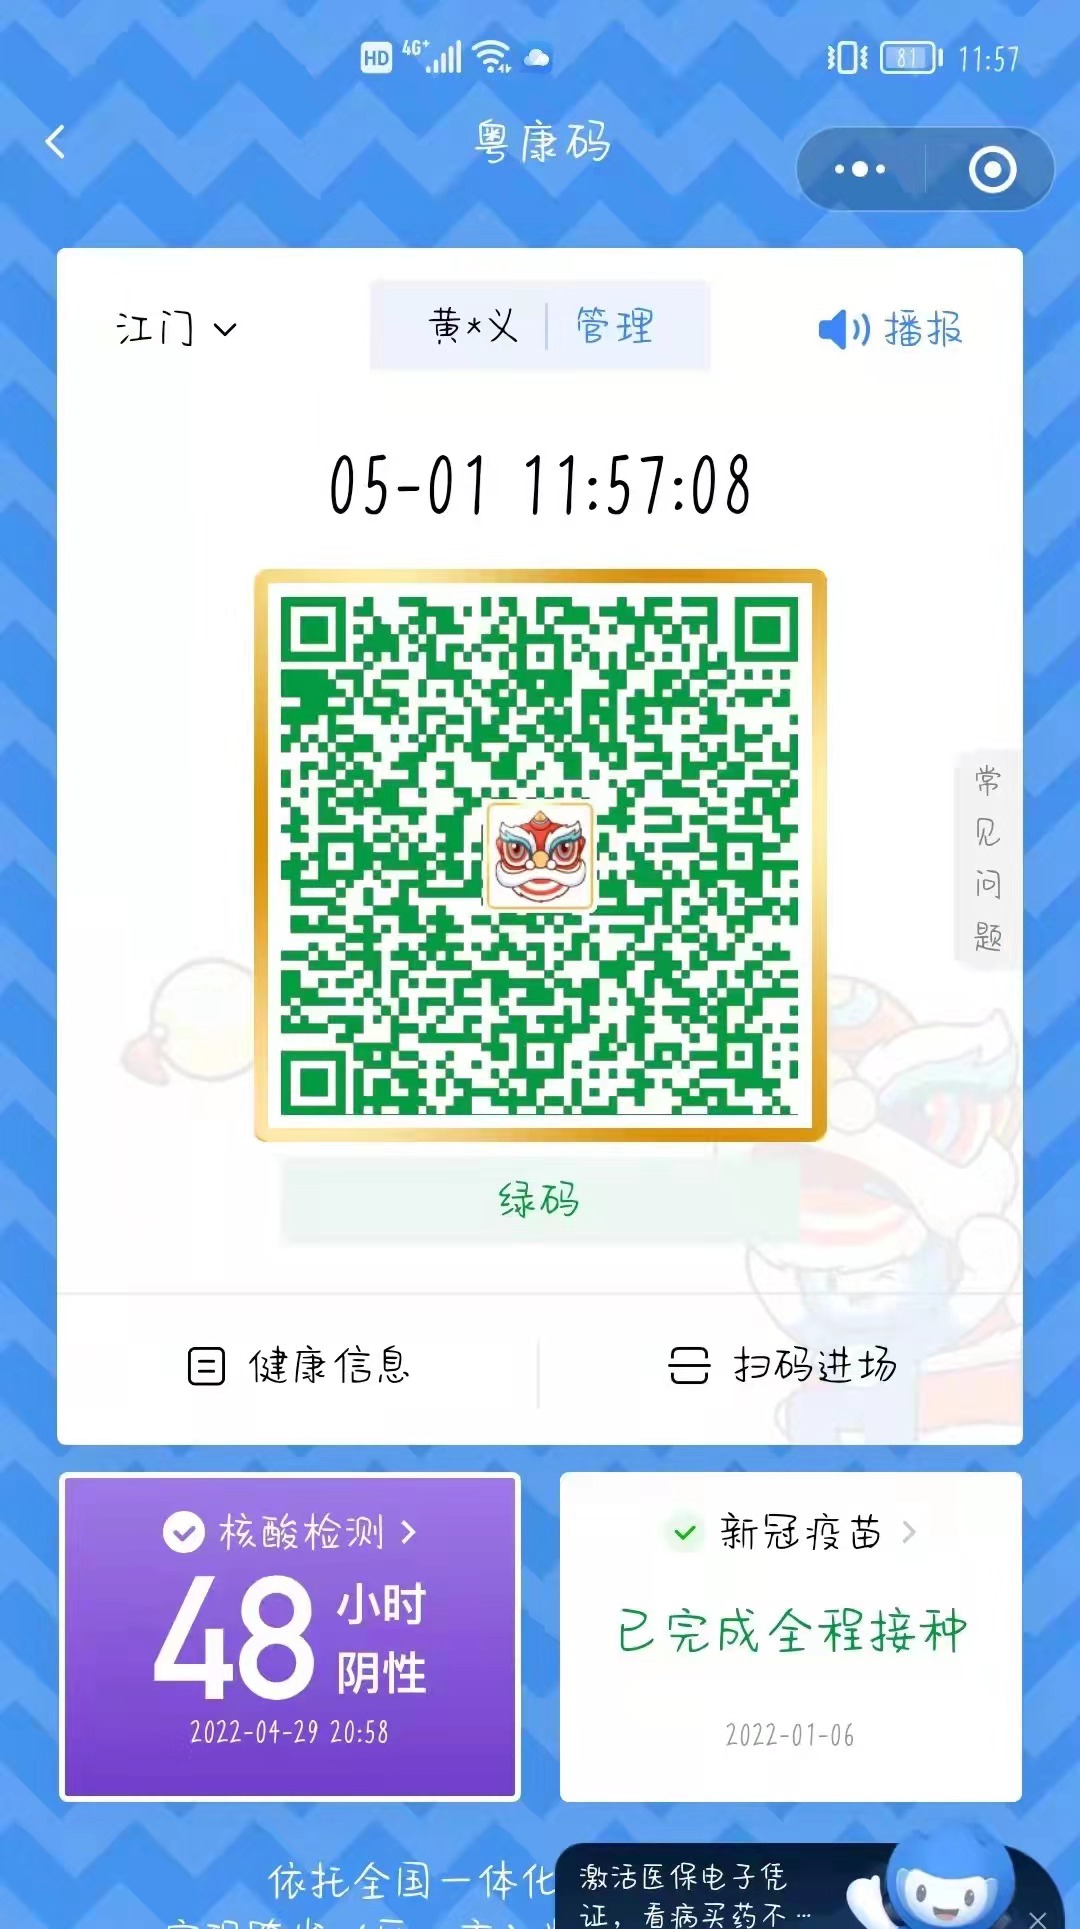 HD 4G+ 81 11:57
粤康码
江门 黄*义 管理 播报
05-01 11:57:08
常见问题
绿码
健康信息 扫码进场
核酸检测 新冠疫苗
48 小时
阴性
已完成全程接种
2022-04-29 20:58 2022-01-06
依托全国一体化
激活医保电子凭
证，看病买药不…